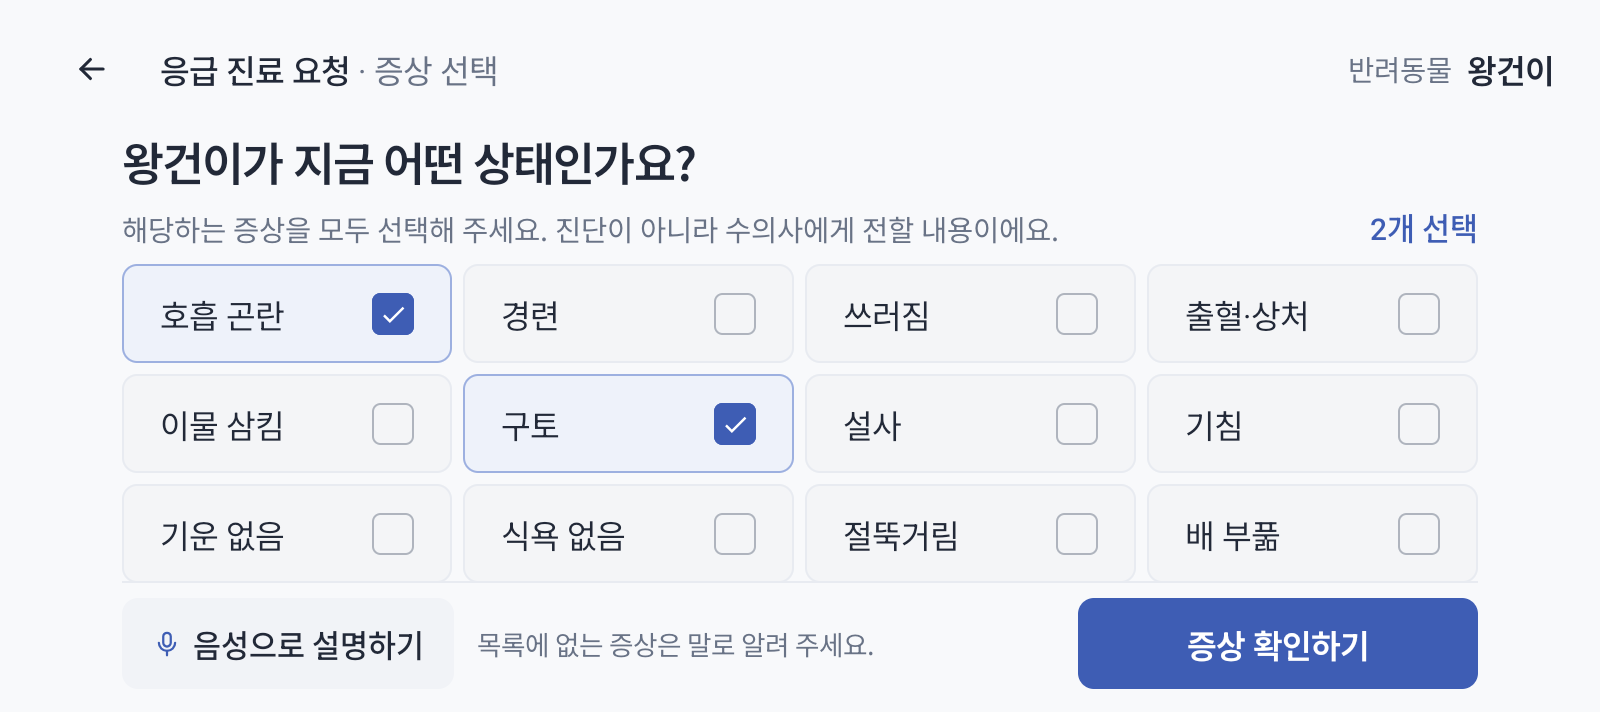 응급 진료 요청 · 증상 선택
반려동물 왕건이
왕건이가 지금 어떤 상태인가요?
해당하는 증상을 모두 선택해 주세요. 진단이 아니라 수의사에게 전할 내용이에요.
2개 선택
호흡 곤란
경련
쓰러짐
출혈·상처
이물 삼킴
구토
설사
기침
기운 없음
식욕 없음
절뚝거림
배 부풂
음성으로 설명하기
목록에 없는 증상은 말로 알려 주세요.
증상 확인하기